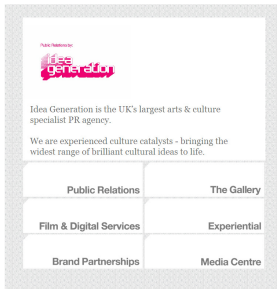 Public Relations by:
idea
generation
Idea Generation is the UK's largest arts & culture
specialist PR agency.
We are experienced culture catalysts - bringing the
widest range of brilliant cultural ideas to life.
Public Relations
The Gallery
Film & Digital Services
Experiential
Brand Partnerships
Media Centre